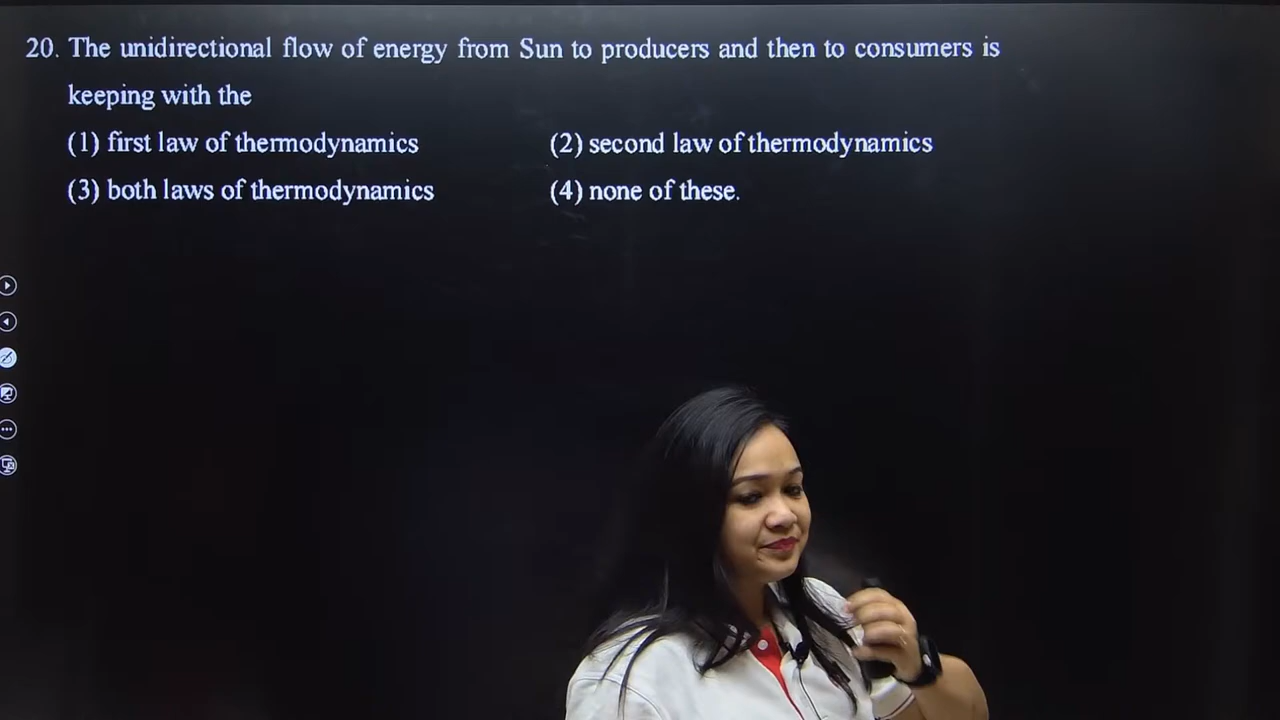 20. The unidirectional flow of energy from Sun to producers and then to consumers is
keeping with the
(1) first law of thermodynamics (2) second law of thermodynamics
(3) both laws of thermodynamics (4) none of these.